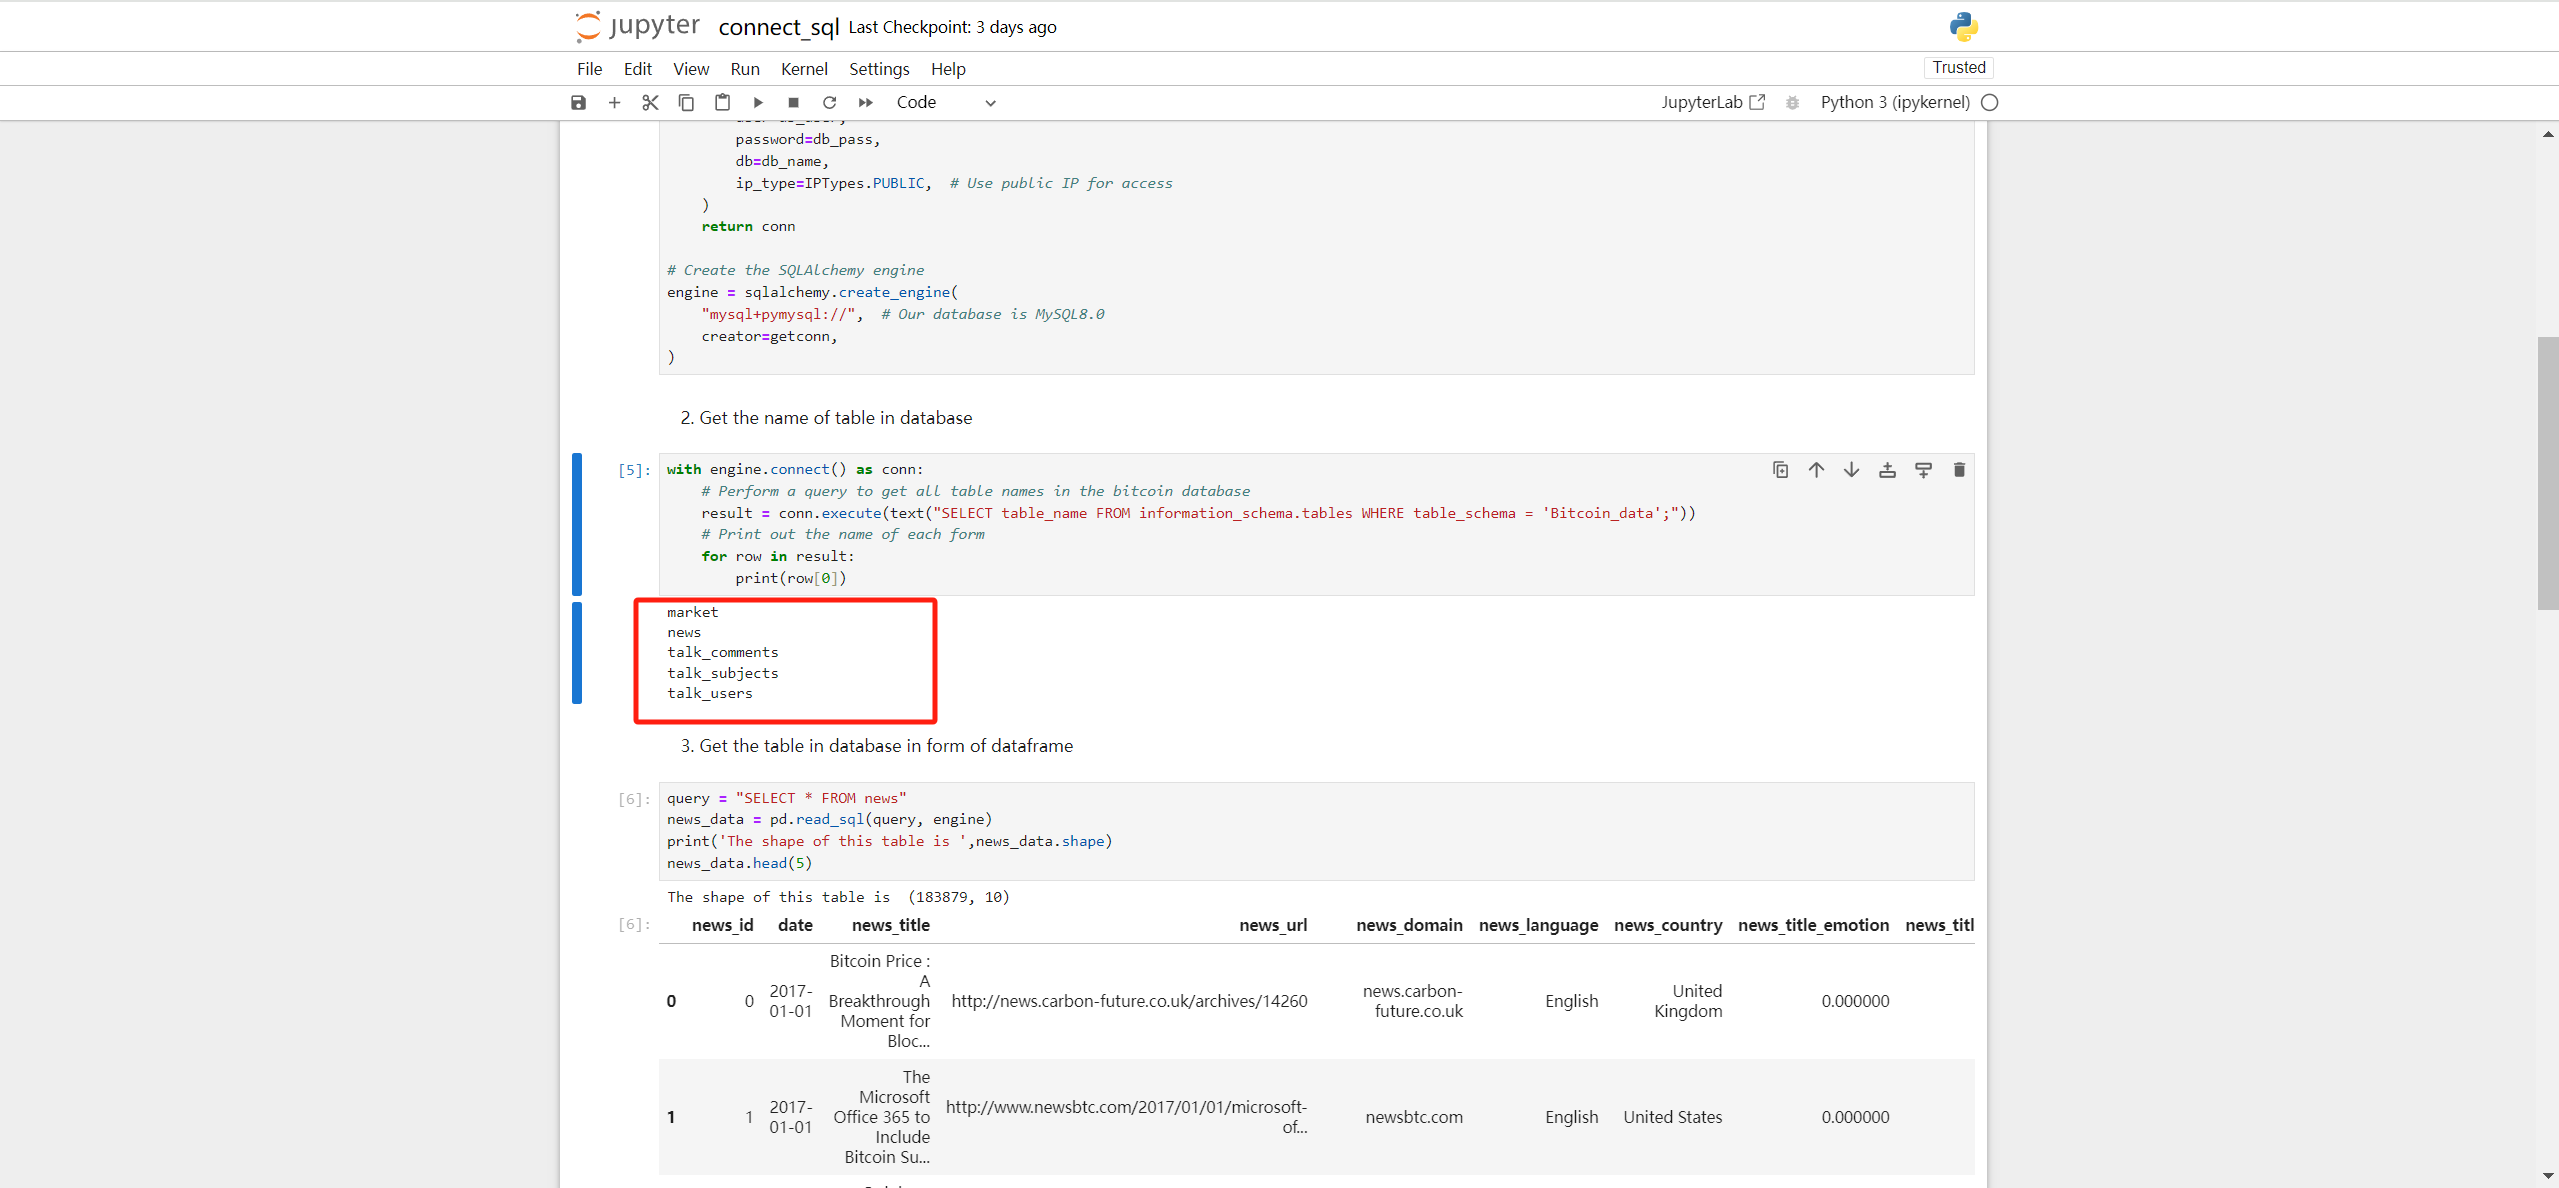 jupyter connect_sql Last Checkpoint: 3 days ago
File Edit View Run Kernel Settings Help Trusted
Code JupyterLab Python 3 (ipykernel)
password=db_pass,
db=db_name,
ip_type=IPTypes.PUBLIC,  # Use public IP for access
)
return conn
# Create the SQLAlchemy engine
engine = sqlalchemy.create_engine(
"mysql+pymysql://",  # Our database is MySQL8.0
creator=getconn,
)
2. Get the name of table in database
[5]: with engine.connect() as conn:
# Perform a query to get all table names in the bitcoin database
result = conn.execute(text("SELECT table_name FROM information_schema.tables WHERE table_schema = 'Bitcoin_data';"))
# Print out the name of each form
for row in result:
print(row[0])
market
news
talk_comments
talk_subjects
talk_users
3. Get the table in database in form of dataframe
[6]: query = "SELECT * FROM news"
news_data = pd.read_sql(query, engine)
print('The shape of this table is ',news_data.shape)
news_data.head(5)
The shape of this table is  (183879, 10)
[6]: news_id date news_title news_url news_domain news_language news_country news_title_emotion news_titl
0 0 2017-01-01 Bitcoin Price : A Breakthrough Moment for Bloc... http://news.carbon-future.co.uk/archives/14260 news.carbon-future.co.uk English United Kingdom 0.000000
1 1 2017-01-01 The Microsoft Office 365 to Include Bitcoin Su... http://www.newsbtc.com/2017/01/01/microsoft-of... newsbtc.com English United States 0.000000